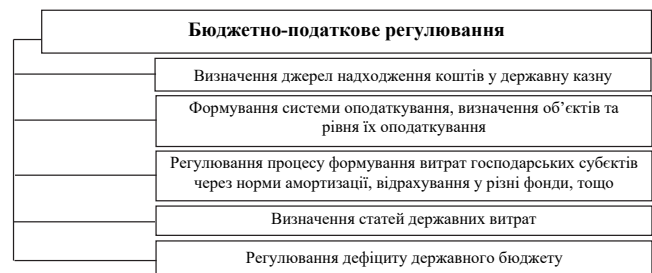 Бюджетно-податкове регулювання
Визначення джерел надходження коштів у державну казну
Формування системи оподаткування, визначення об’єктів та
рівня їх оподаткування
Регулювання процесу формування витрат господарських субєктів
через норми амортизації, відрахування у різні фонди, тощо
Визначення статей державних витрат
Регулювання дефіциту державного бюджету